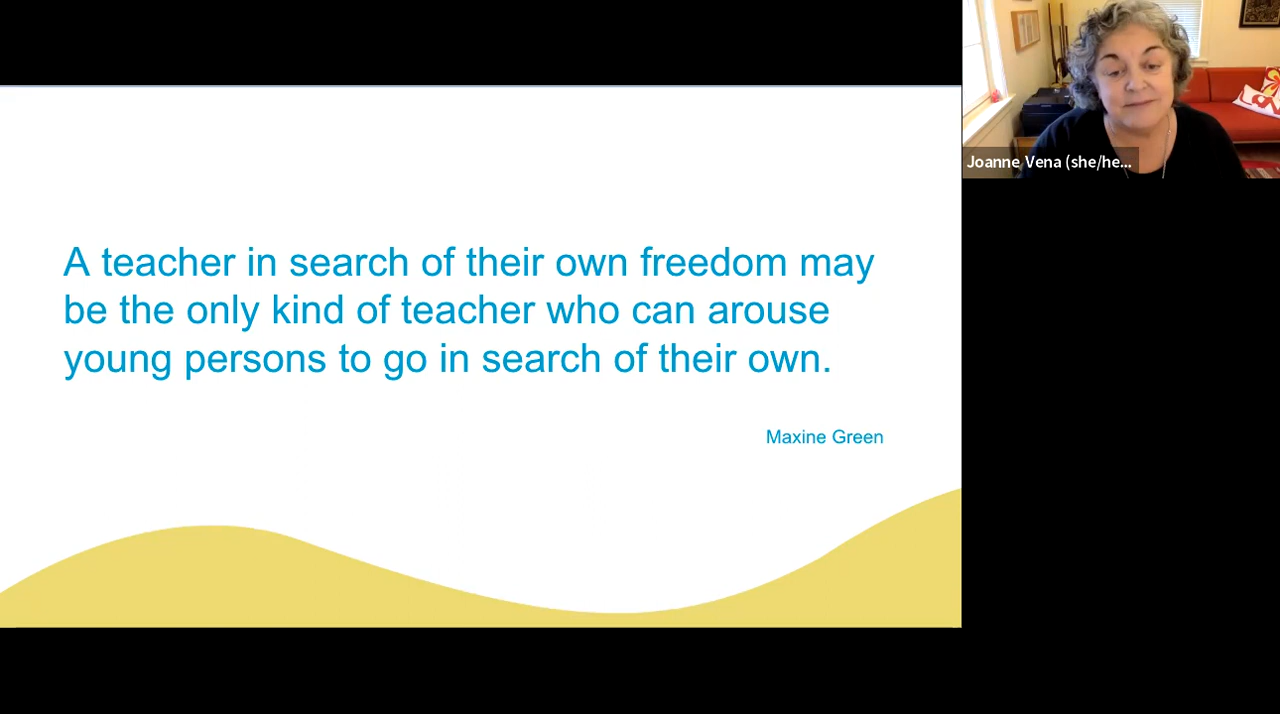 A teacher in search of their own freedom may
be the only kind of teacher who can arouse
young persons to go in search of their own.
Maxine Green
Joanne Vena (she/he...